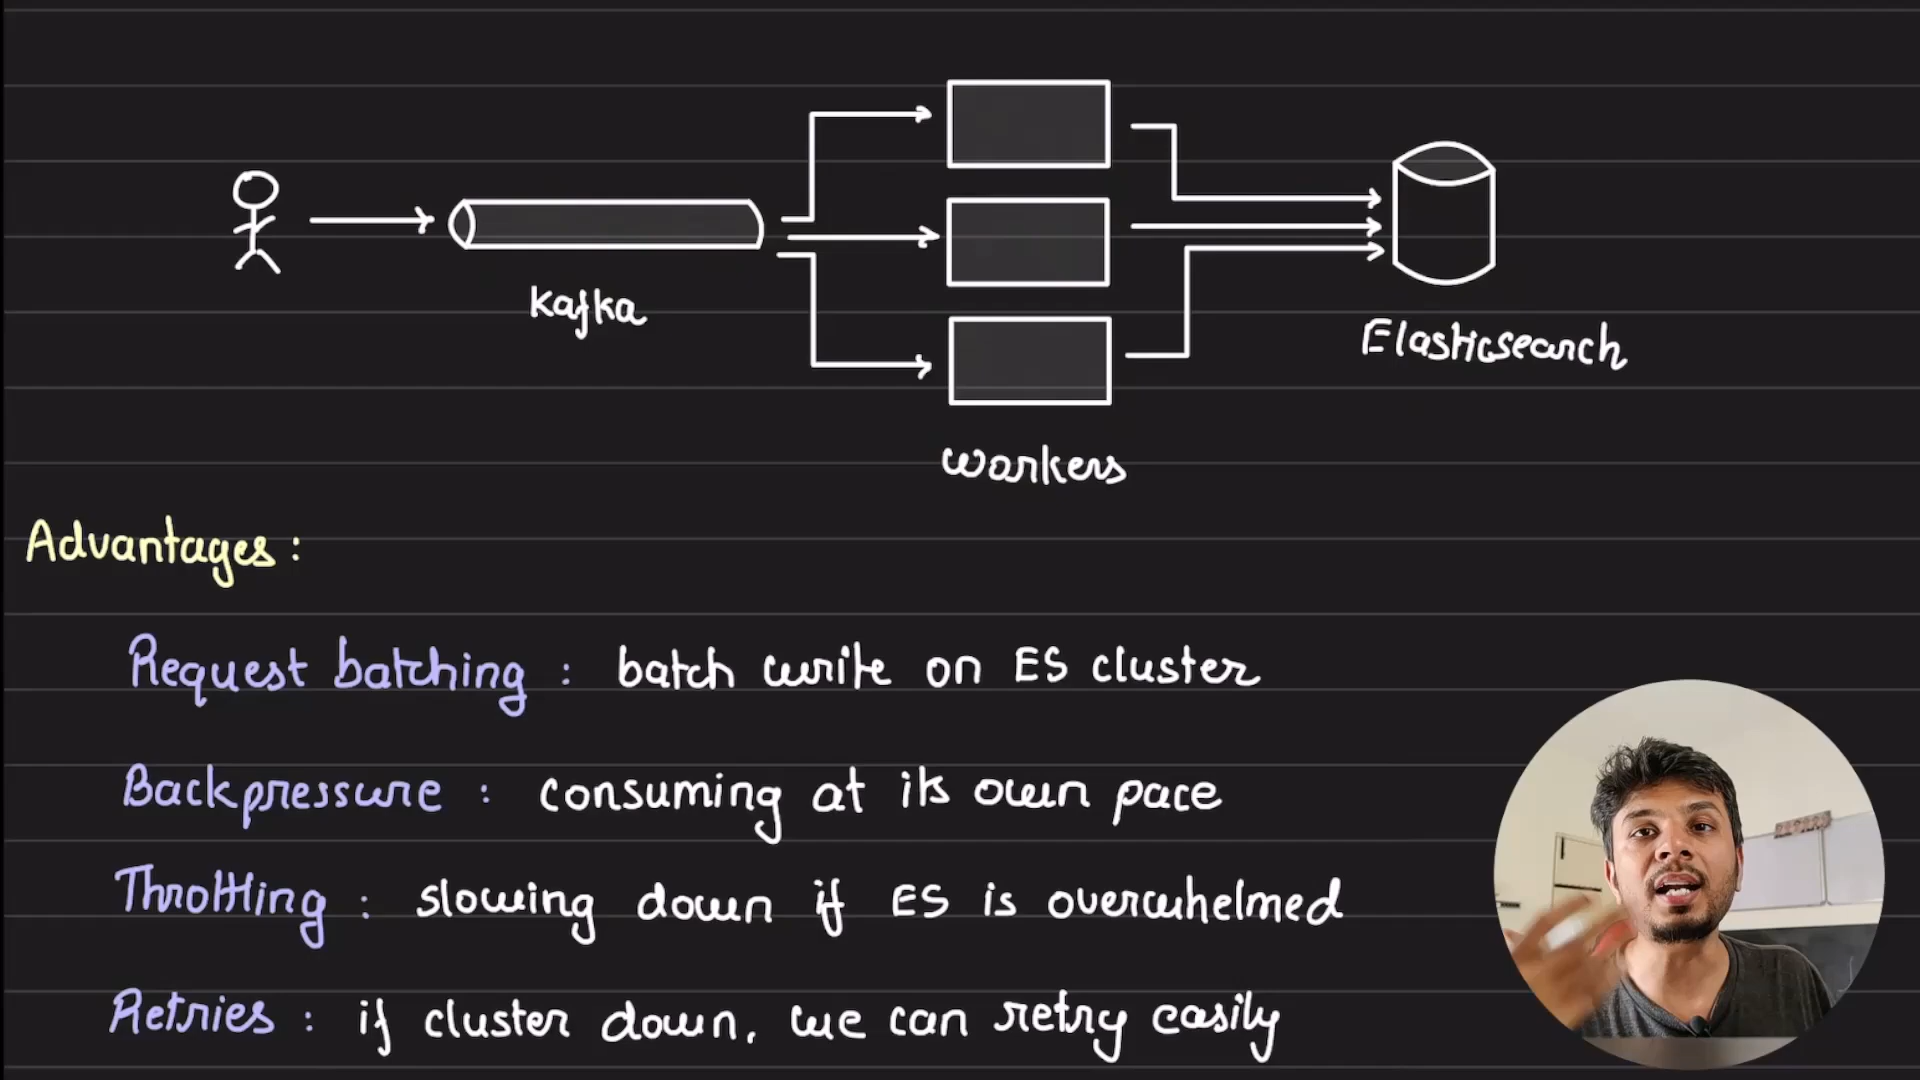 Kafka
Elasticsearch
workers
Advantages :
Request batching : batch write on ES cluster
Backpressure : consuming at its own pace
Throttling : slowing down if ES is overwhelmed
Retries : if cluster down, we can retry easily